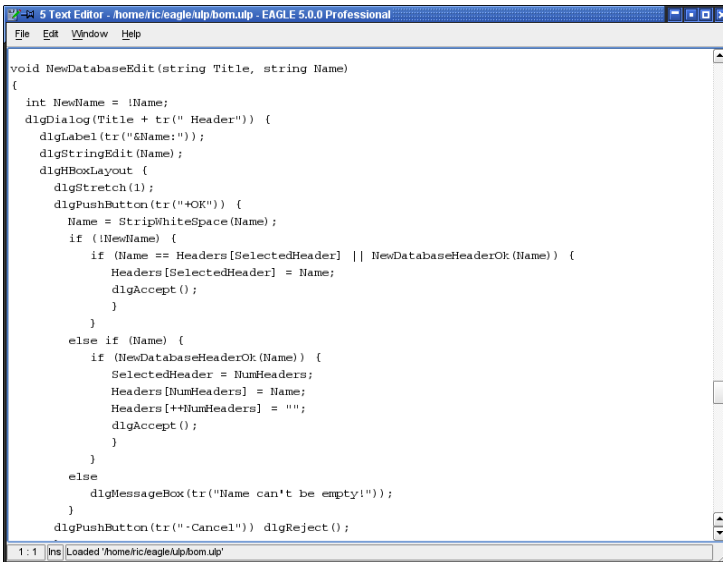 5 Text Editor - /home/ric/eagle/ulp/bom.ulp - EAGLE 5.0.0 Professional
File Edit Window Help
void NewDatabaseEdit(string Title, string Name)
{
  int NewName = !Name;
  dlgDialog(Title + tr(" Header")) {
    dlgLabel(tr("&Name:"));
    dlgStringEdit(Name);
    dlgHBoxLayout {
      dlgStretch(1);
      dlgPushButton(tr("+OK")) {
        Name = StripWhiteSpace(Name);
        if (!NewName) {
           if (Name == Headers[SelectedHeader] || NewDatabaseHeaderOk(Name)) {
              Headers[SelectedHeader] = Name;
              dlgAccept();
              }
           }
        else if (Name) {
           if (NewDatabaseHeaderOk(Name)) {
              SelectedHeader = NumHeaders;
              Headers[NumHeaders] = Name;
              Headers[++NumHeaders] = "";
              dlgAccept();
              }
           }
        else
           dlgMessageBox(tr("Name can't be empty!"));
        }
      dlgPushButton(tr("-Cancel")) dlgReject();
1 : 1 Ins Loaded '/home/ric/eagle/ulp/bom.ulp'